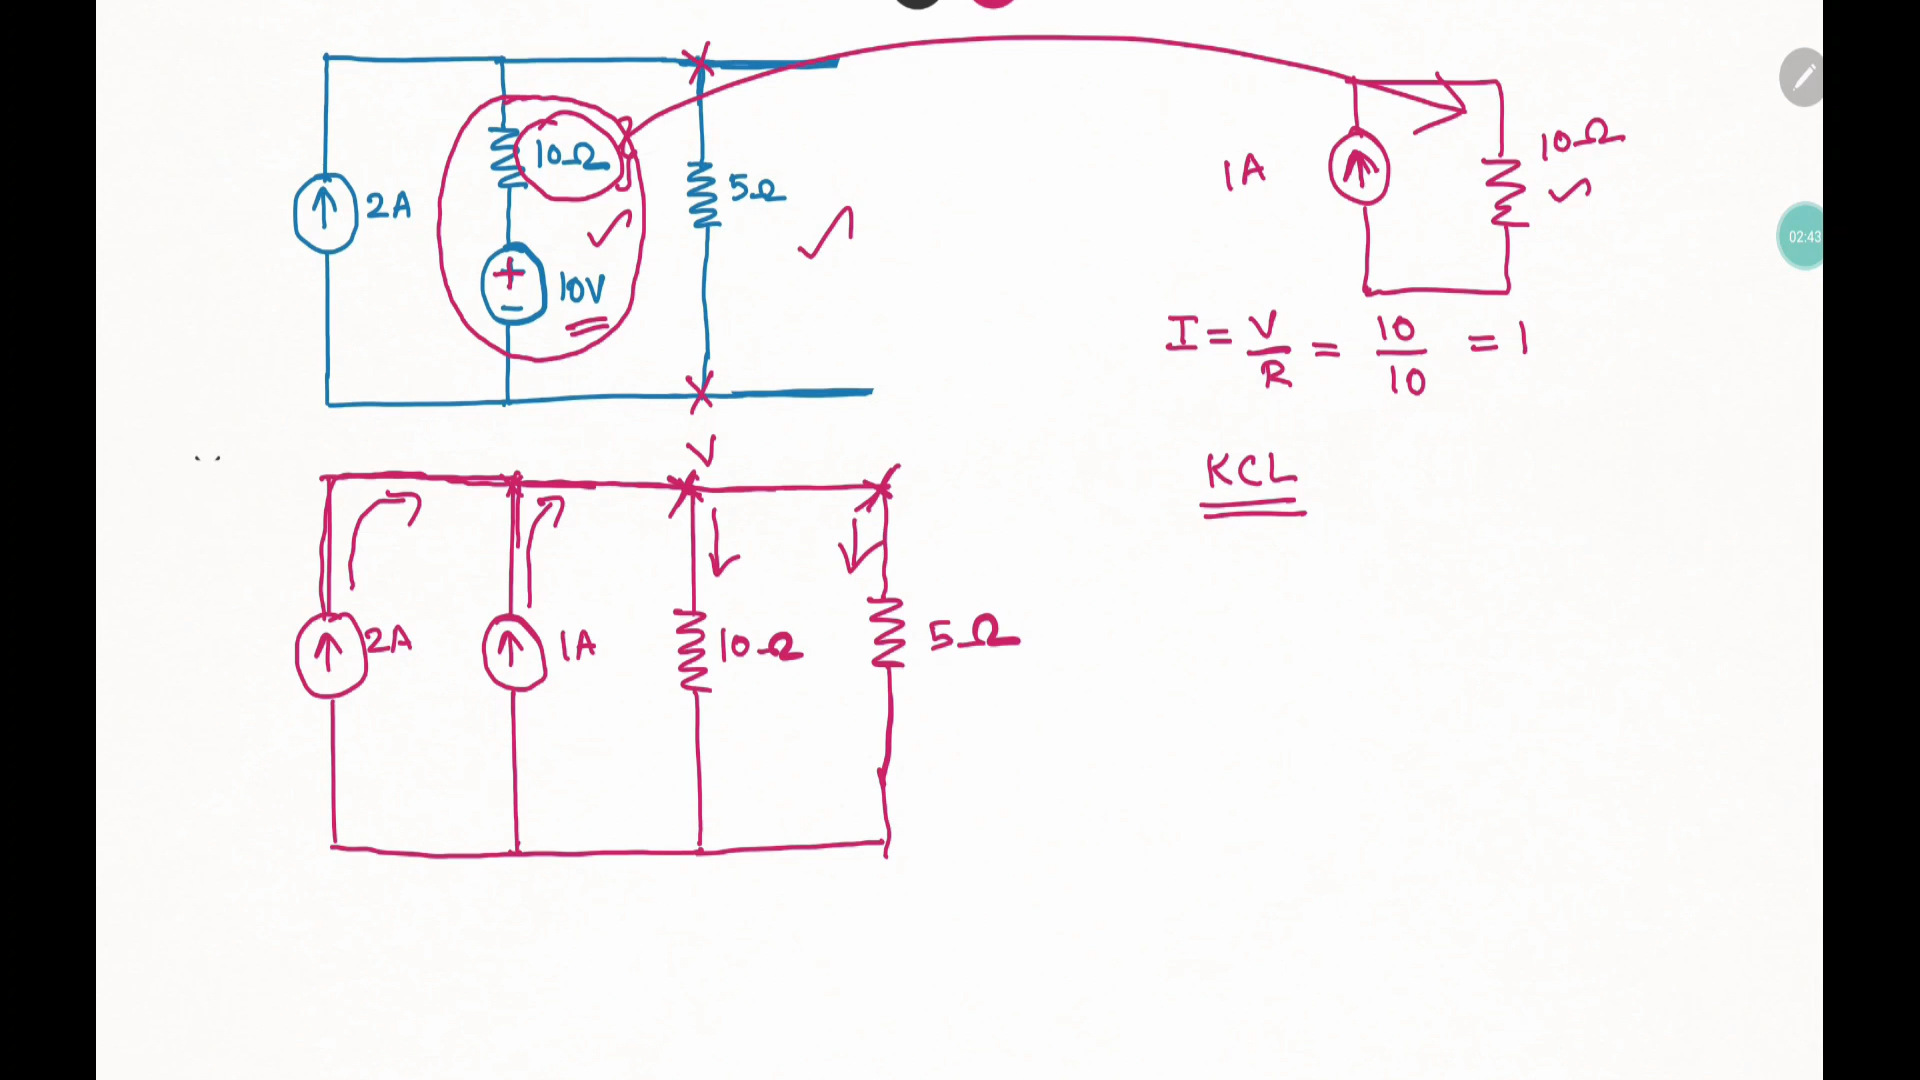 10Ω
2A
5Ω
10V
+
−
1A
10Ω
I = V/R = 10/10 = 1
02:43
KCL
V
2A
1A
10Ω
5Ω